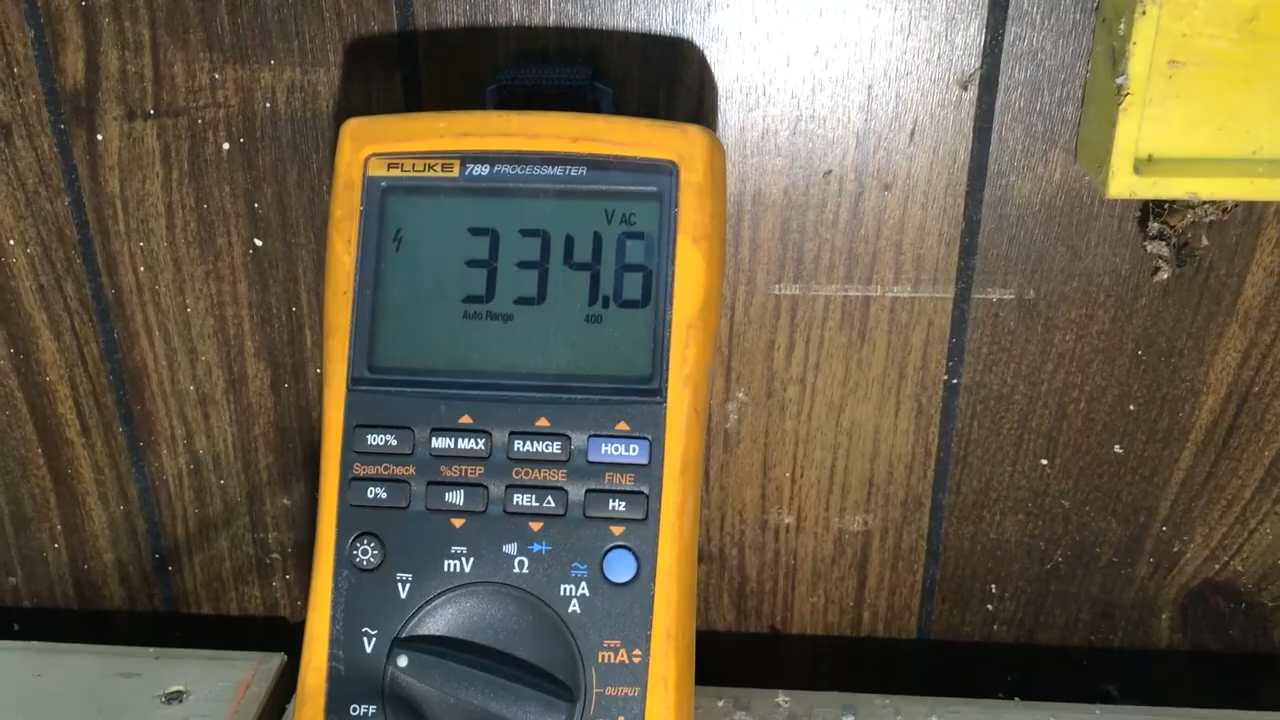 FLUKE 789 PROCESSMETER
V AC
334.6
Auto Range 400
100% MIN MAX RANGE HOLD
SpanCheck %STEP COARSE FINE
0% REL Δ Hz
mV Ω
V mA
A
V mA
OUTPUT
OFF